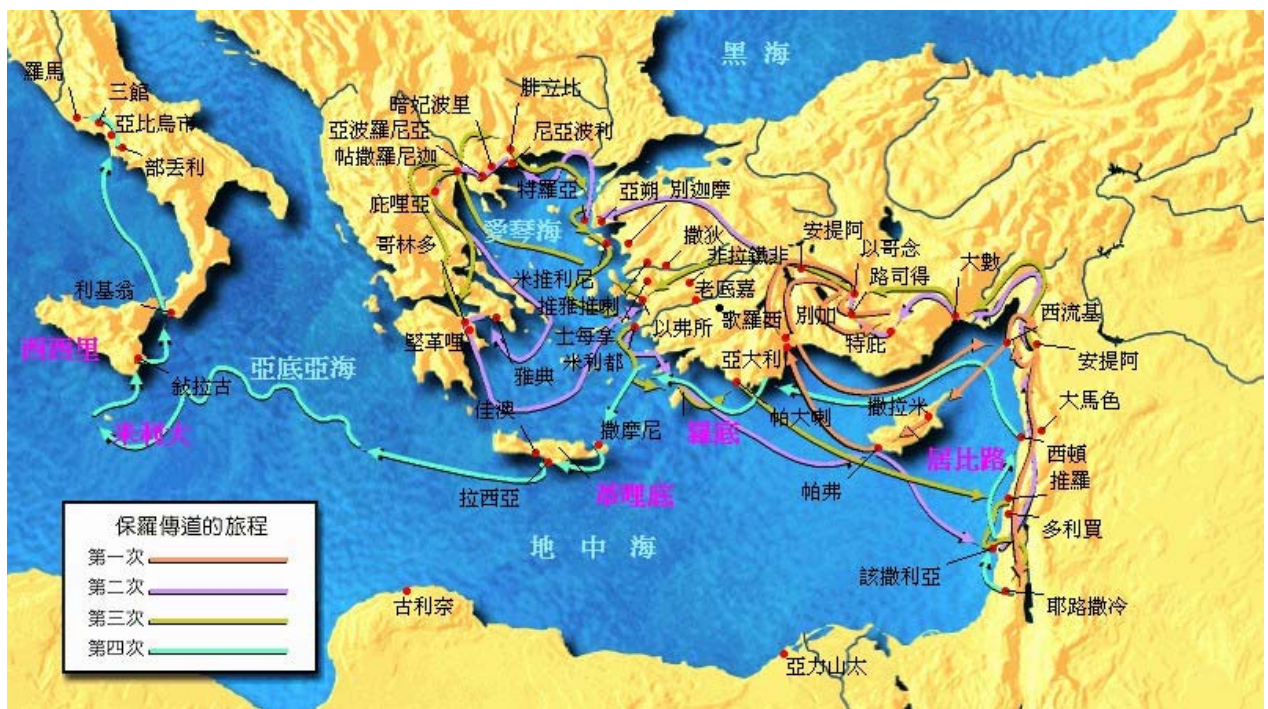 黑海
羅馬
三館
亞比烏市
部丟利
腓立比
暗妃波里
尼亞波利
亞波羅尼亞
帖撒羅尼迦
特羅亞
亞朔
別迦摩
庇哩亞
愛琴海
撒狄
安提阿
以哥念
哥林多
非拉鐵非
路司得
大數
米推利尼
老底嘉
利基翁
推雅推喇
歌羅西
別加
西流基
士每拿
以弗所
特庇
西西里
堅革哩
米利都
亞大利
安提阿
亞底亞海
雅典
敍拉古
佳澳
撒拉米
大馬色
米利大
撒摩尼
羅底
帕大喇
居比路
西頓
拉西亞
革哩底
帕弗
推羅
保羅傳道的旅程
多利買
地中海
第一次
該撒利亞
第二次
古利奈
耶路撒冷
第三次
第四次
亞力山太